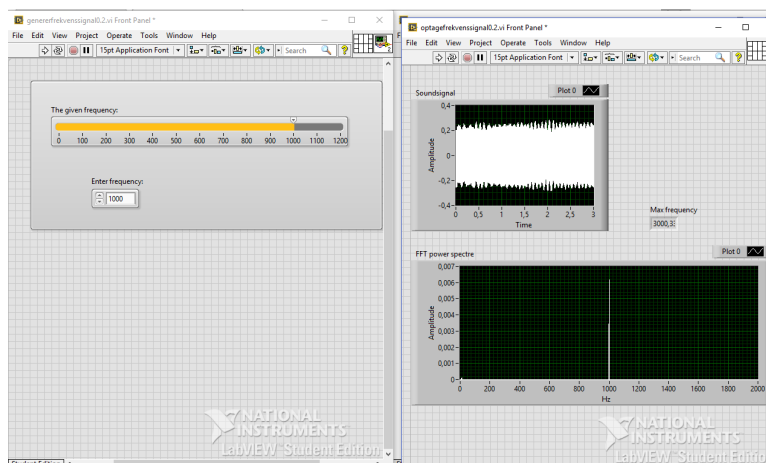 genererfrekvenssignal0.2.vi Front Panel *
File Edit View Project Operate Tools Window Help
15pt Application Font
Search
2
The given frequency:
0 100 200 300 400 500 600 700 800 900 1000 1100 1200
Enter frequency:
1000
NATIONAL
INSTRUMENTS
LabVIEW Student Edition
Student Edition
optagefrekvenssignal0.2.vi Front Panel *
File Edit View Project Operate Tools Window Help
15pt Application Font
Search
Soundsignal
Plot 0
0,4
0,2
0
-0,2
-0,4
Amplitude
0 0,5 1 1,5 2 2,5 3
Time
Max frequency
3000,3
FFT power spectre
Plot 0
0,007
0,006
0,005
0,004
0,003
0,002
0,001
0
Amplitude
0 200 400 600 800 1000 1200 1400 1600 1800 2000
Hz
NATIONAL
INSTRUMENTS
LabVIEW Student Editio